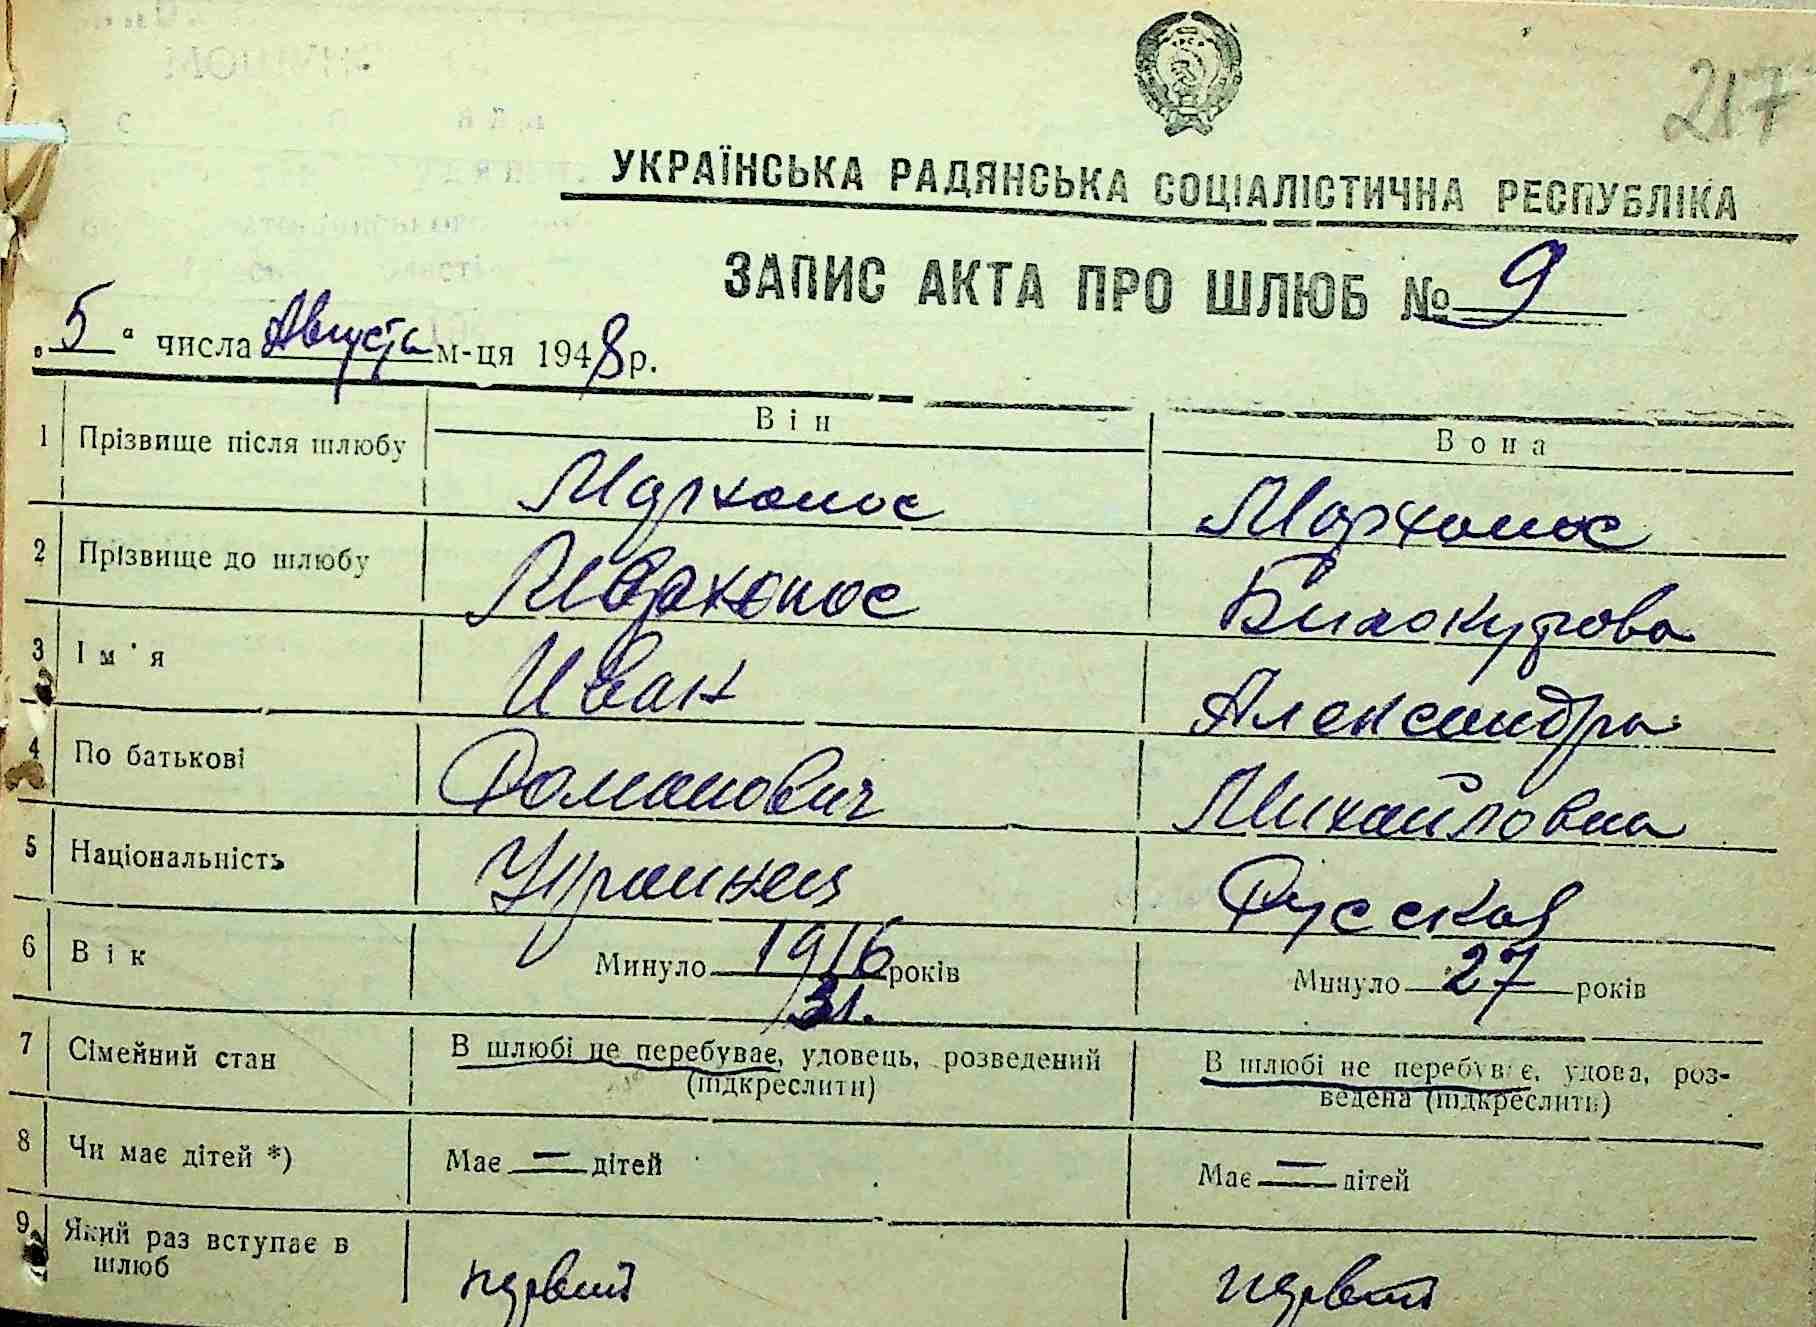 217
УКРАЇНСЬКА РАДЯНСЬКА СОЦІАЛІСТИЧНА РЕСПУБЛІКА
ЗАПИС АКТА ПРО ШЛЮБ № 9
„5“ числа Августа м-ця 1948 р.
Він Вона
1 Прізвище після шлюбу Мархонос Мархонос
2 Прізвище до шлюбу Мархонос Билокурова
3 Ім'я Иван Александра
4 По батькові Романович Михайловна
5 Національність Украинец Русская
6 Вік Минуло 1916 років Минуло 27 років
31.
7 Сімейний стан В шлюбі не перебуває, удовець, розведений В шлюбі не перебуває, удова, роз-
(підкреслити) ведена (підкреслить)
8 Чи має дітей *) Має = дітей Має = дітей
9 Який раз вступає в
шлюб первый первый